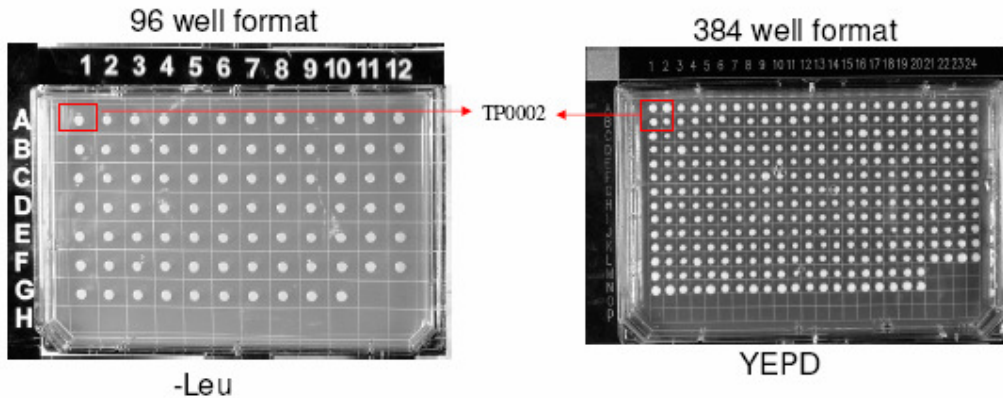 96 well format
384 well format
1 2 3 4 5 6 7 8 9 10 11 12
1 2 3 4 5 6 7 8 9 10 11 12 13 14 15 16 17 18 19 20 21 22 23 24
TP0002
A
B
C
D
E
F
G
H
A
B
C
D
E
F
G
H
I
J
K
L
M
N
O
P
-Leu
YEPD